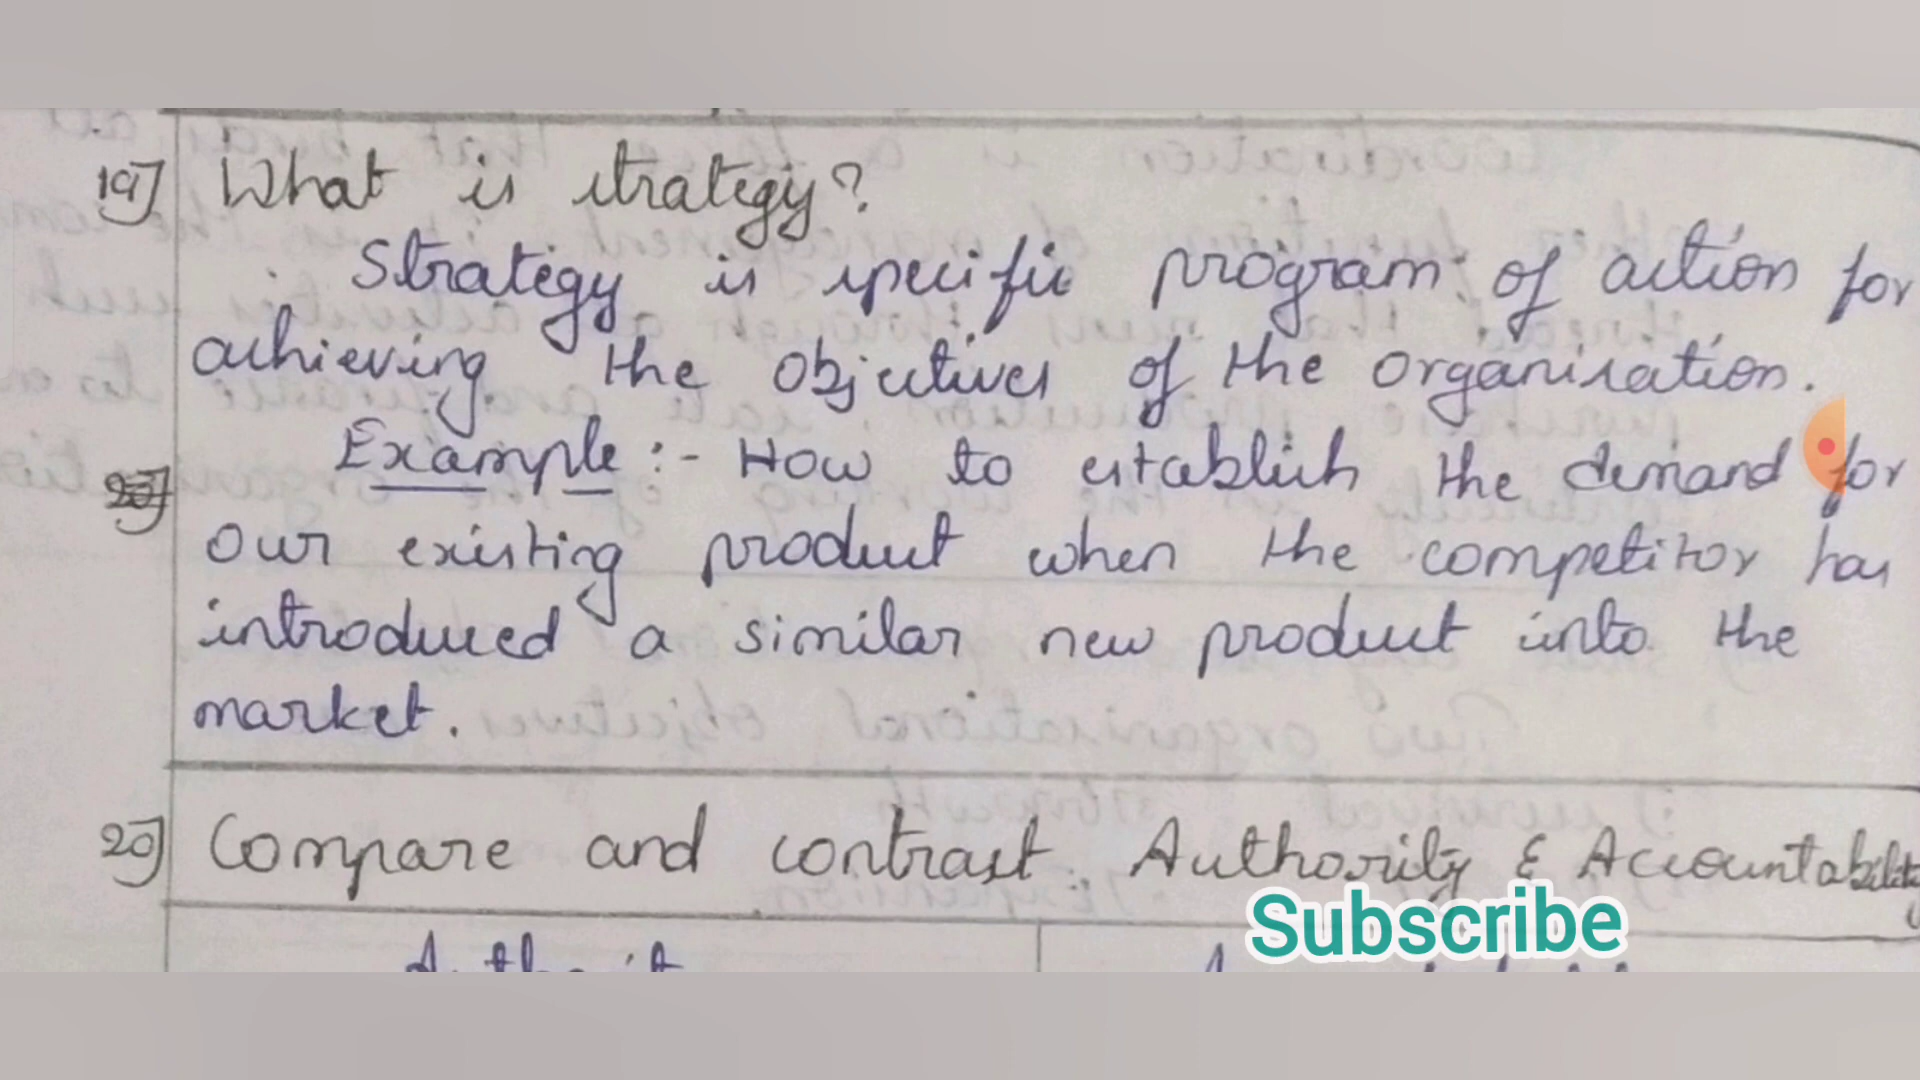 19] What is strategy?
Strategy is specific program of action for
achieving the objectives of the organisation.
Example :- How to establish the demand for
our existing product when the competitor has
introduced a similar new product into the
market.
20] Compare and contrast. Authority & Accountability
Subscribe